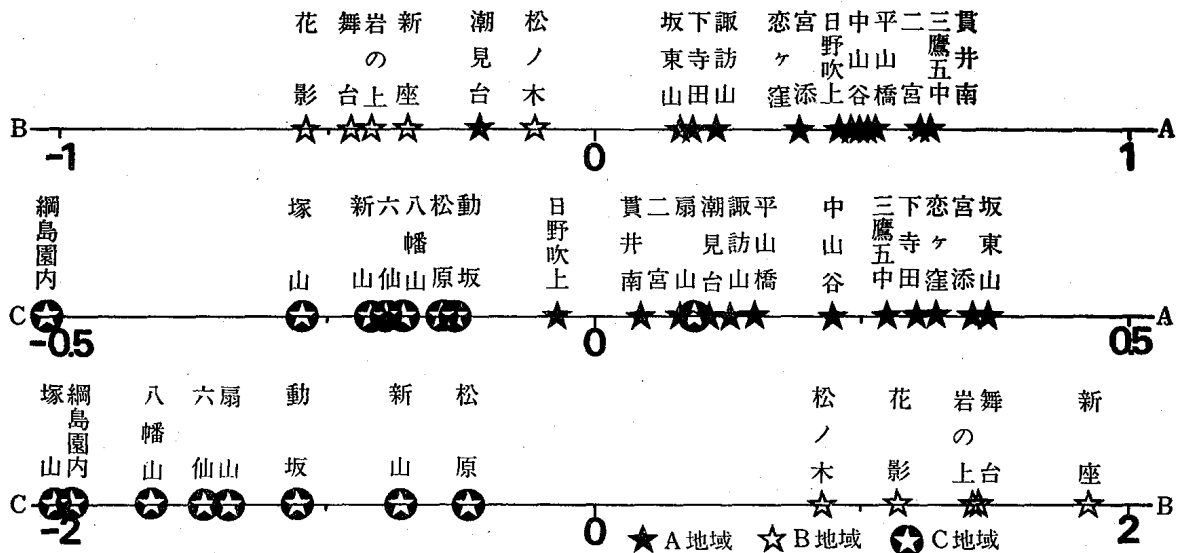 花影 舞台 岩の上 新座 潮見台 松ノ木 坂東山 下寺田 諏訪山 恋ヶ窪 宮添 日野吹上 中山谷 平山橋 二宮 三鷹五中 貫井南
B A
-1 0 1
綱島園内 塚山 新山 六仙 八幡山 松原 動坂 日野吹上 貫井南 二宮 扇山 潮見台 諏訪山 平山橋 中山谷 三鷹五中 下寺田 恋ヶ窪 宮添 坂東山
C A
-0.5 0 0.5
塚山 綱島園内 八幡山 六仙 扇山 動坂 新山 松原 松ノ木 花影 岩の上 舞台 新座
C B
-2 0 2
★A地域 ☆B地域 ✪C地域